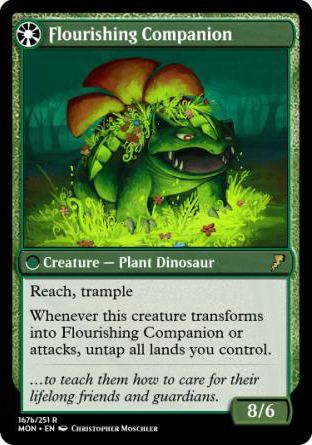 Flourishing Companion
Creature — Plant Dinosaur
Reach, trample
Whenever this creature transforms
into Flourishing Companion or
attacks, untap all lands you control.
…to teach them how to care for their
lifelong friends and guardians.
8/6
167b/251 R
MON • EN Christopher Moschler